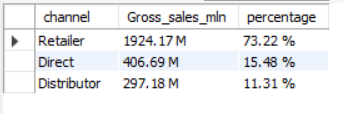 channel Gross_sales_mln percentage
Retailer 1924.17 M 73.22 %
Direct 406.69 M 15.48 %
Distributor 297.18 M 11.31 %